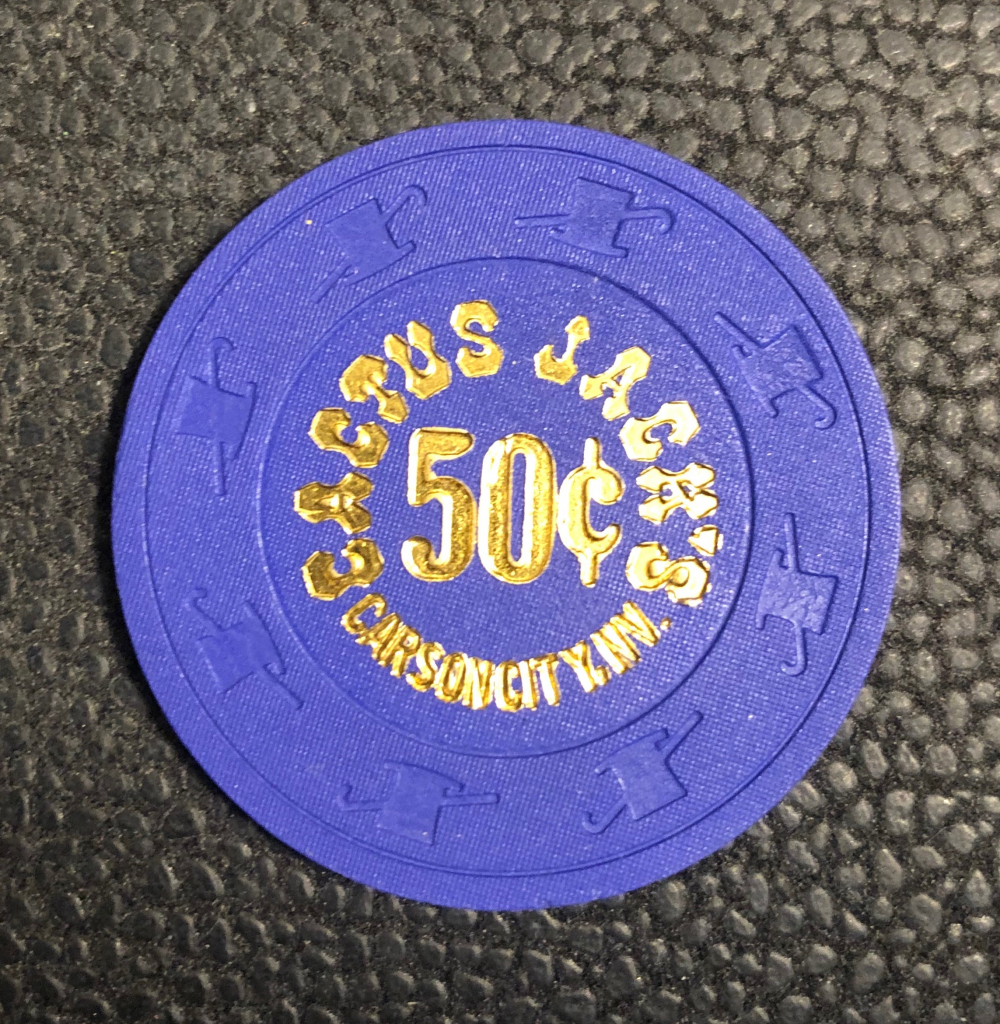 CACTUS JACK'S
50¢
CARSON CITY, NV.